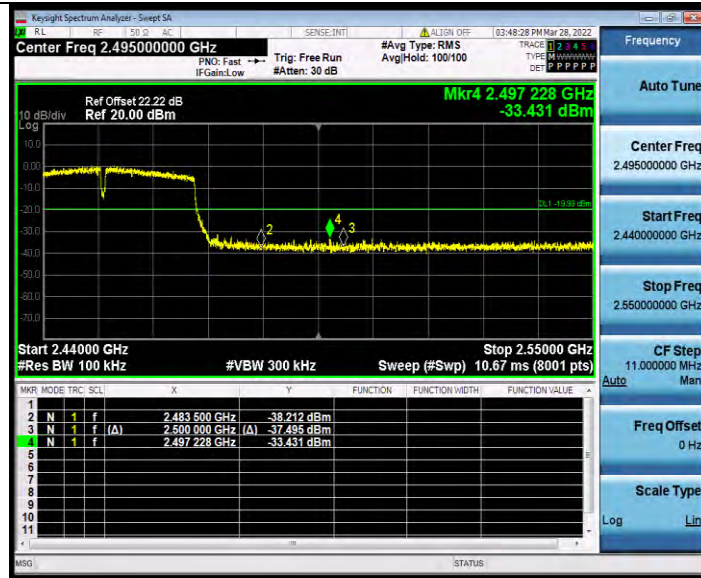 Keysight Spectrum Analyzer - Swept SA
RL RF 50 Ω AC SENSE:INT ALIGN OFF 03:48:28 PM Mar 28, 2022
Center Freq 2.495000000 GHz
PNO: Fast Trig: Free Run
IFGain:Low #Atten: 30 dB
#Avg Type: RMS
Avg|Hold: 100/100
TRACE 1 2 3 4 5 6
TYPE M WWWWW
DET P P P P P P
Ref Offset 22.22 dB
10 dB/div Ref 20.00 dBm
Log
Mkr4 2.497 228 GHz
-33.431 dBm
10.0
0.00
-10.0
-20.0
-30.0
-40.0
-50.0
-60.0
-70.0
DL1 -19.93 dBm
2
4
3
Start 2.44000 GHz Stop 2.55000 GHz
#Res BW 100 kHz #VBW 300 kHz Sweep (#Swp) 10.67 ms (8001 pts)
MKR MODE TRC SCL X Y FUNCTION FUNCTION WIDTH FUNCTION VALUE
1
2 N 1 f 2.483 500 GHz -38.212 dBm
3 N 1 f (Δ) 2.500 000 GHz (Δ) -37.495 dBm
4 N 1 f 2.497 228 GHz -33.431 dBm
5
6
7
8
9
10
11
MSG STATUS
Frequency
Auto Tune
Center Freq
2.495000000 GHz
Start Freq
2.440000000 GHz
Stop Freq
2.550000000 GHz
CF Step
11.000000 MHz
Auto Man
Freq Offset
0 Hz
Scale Type
Log Lin